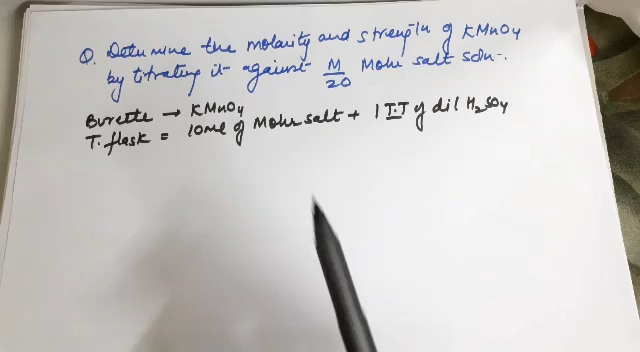 Q. Determine the molarity and strength of KMnO4
by titrating it against M/20 Mohr salt soln.
Burette → KMnO4
T. flask = 10ml of Mohr salt + 1 T.T of dil H2SO4